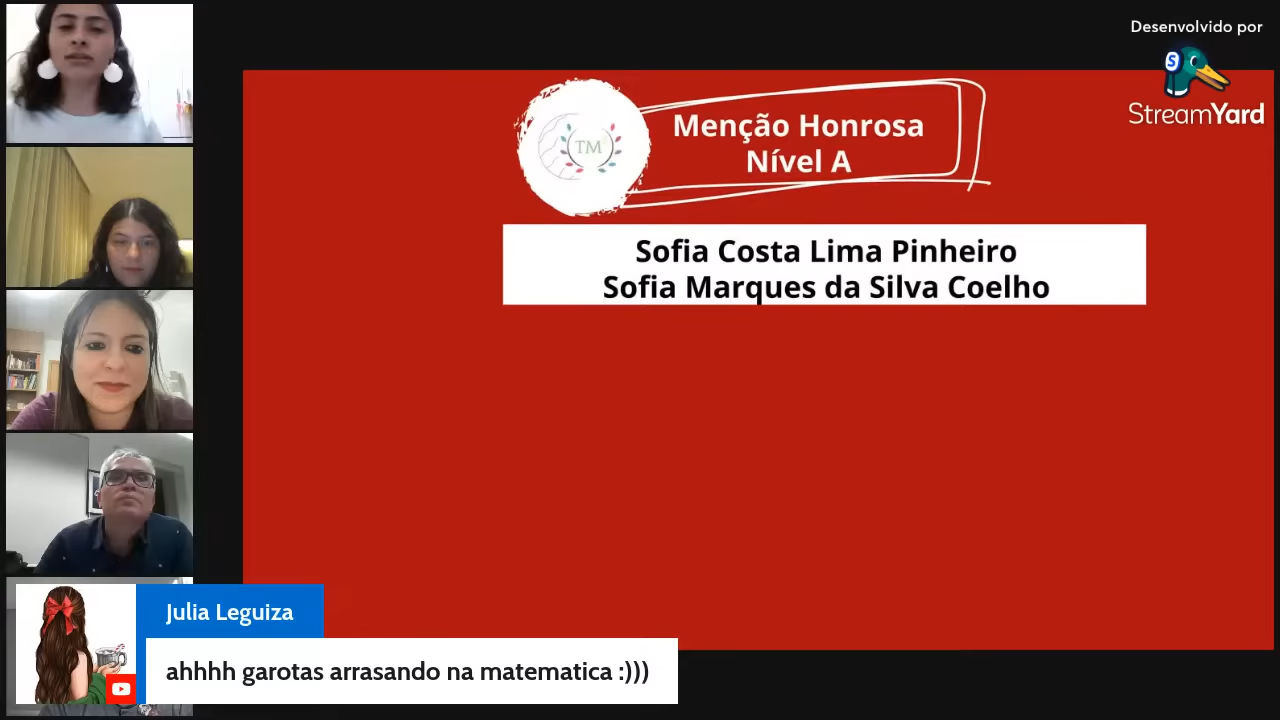 Desenvolvido por
S
StreamYard
TM
Menção Honrosa
Nível A
Sofia Costa Lima Pinheiro
Sofia Marques da Silva Coelho
Julia Leguiza
ahhhh garotas arrasando na matematica :)))